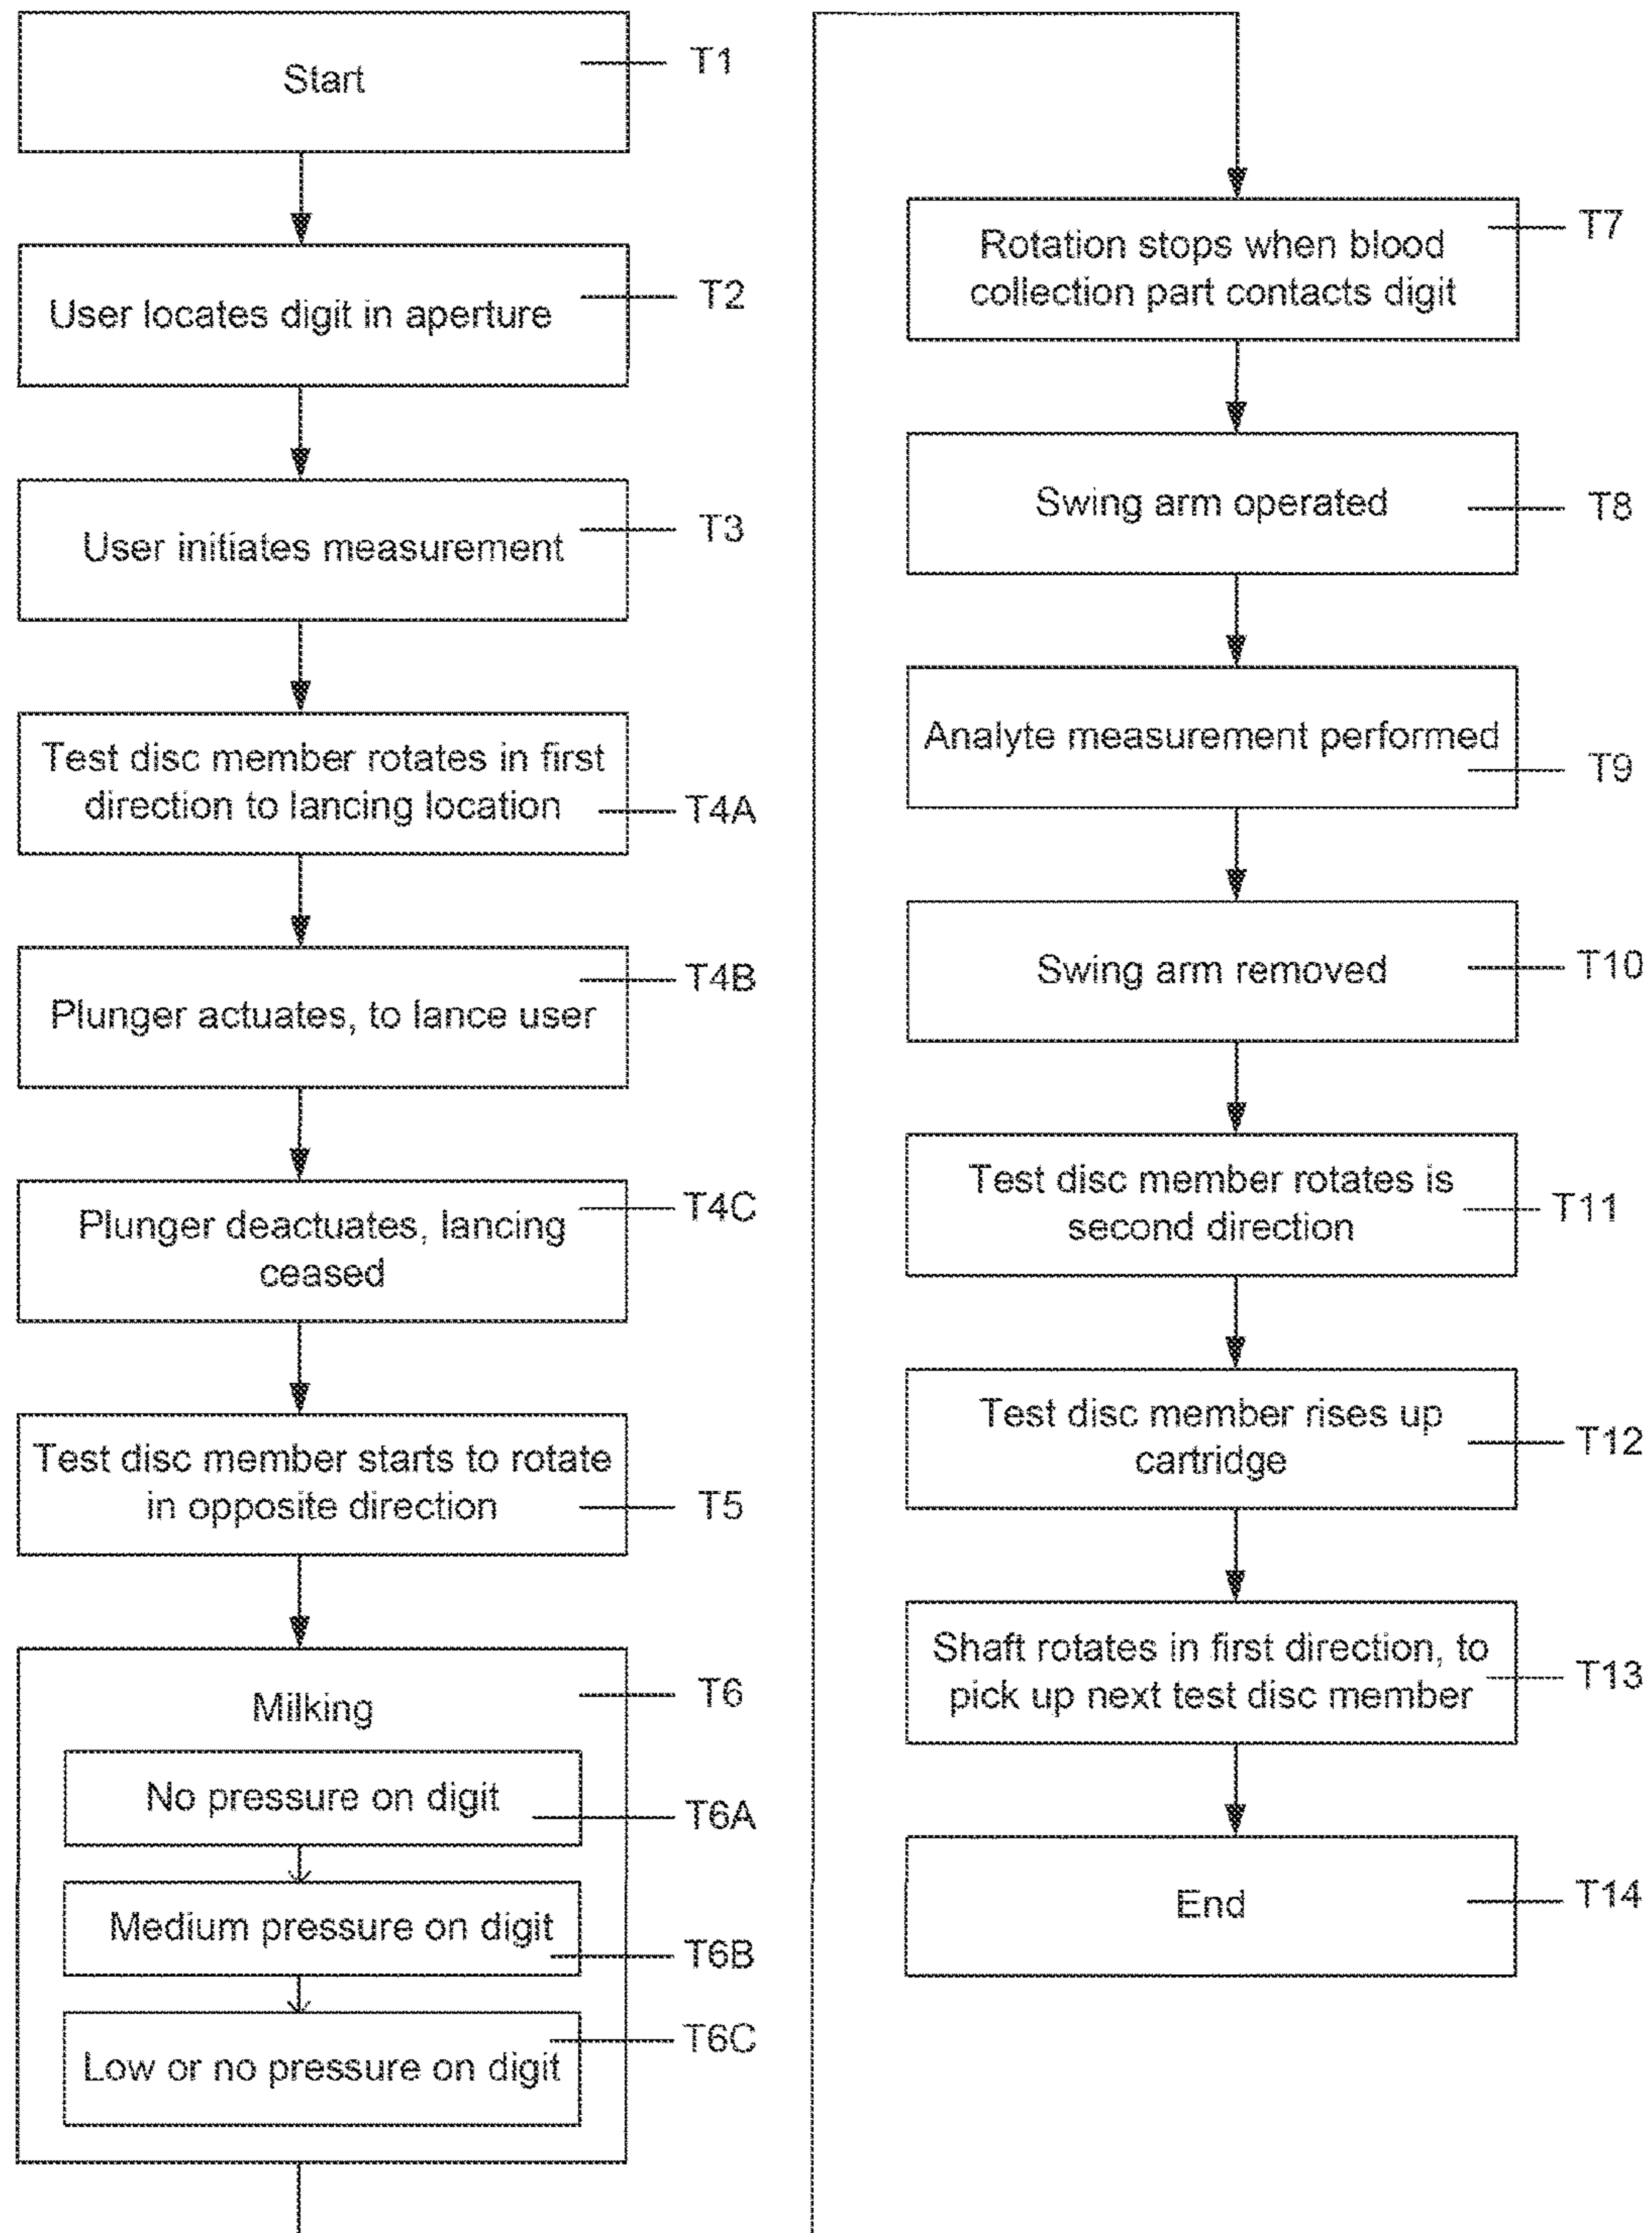 Start
T1
User locates digit in aperture
T2
User initiates measurement
T3
Test disc member rotates in first
direction to lancing location
T4A
Plunger actuates, to lance user
T4B
Plunger deactuates, lancing
ceased
T4C
Test disc member starts to rotate
in opposite direction
T5
Milking
T6
No pressure on digit
T6A
Medium pressure on digit
T6B
Low or no pressure on digit
T6C
Rotation stops when blood
collection part contacts digit
T7
Swing arm operated
T8
Analyte measurement performed
T9
Swing arm removed
T10
Test disc member rotates is
second direction
T11
Test disc member rises up
cartridge
T12
Shaft rotates in first direction, to
pick up next test disc member
T13
End
T14